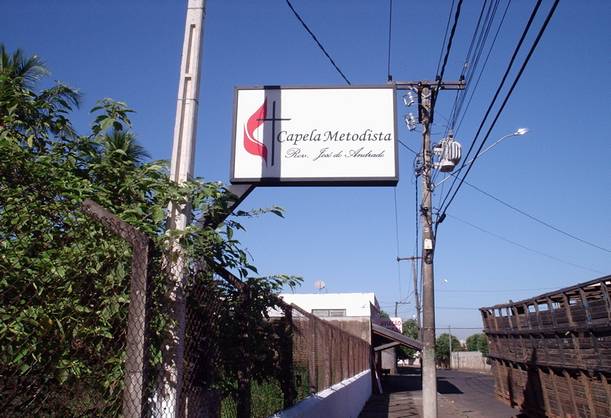 Capela Metodista
Rev. José de Andrade